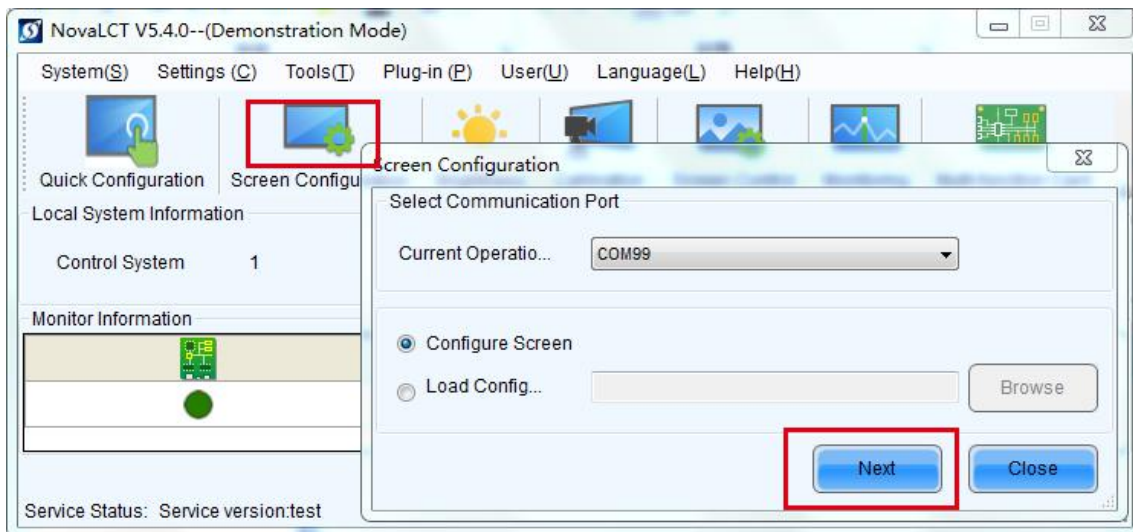 NovaLCT V5.4.0--(Demonstration Mode)
System(S) Settings (C) Tools(T) Plug-in (P) User(U) Language(L) Help(H)
Quick Configuration Screen Configu
Local System Information
Control System 1
Monitor Information
Service Status: Service version:test
Screen Configuration
Select Communication Port
Current Operatio... COM99
Configure Screen
Load Config... Browse
Next Close